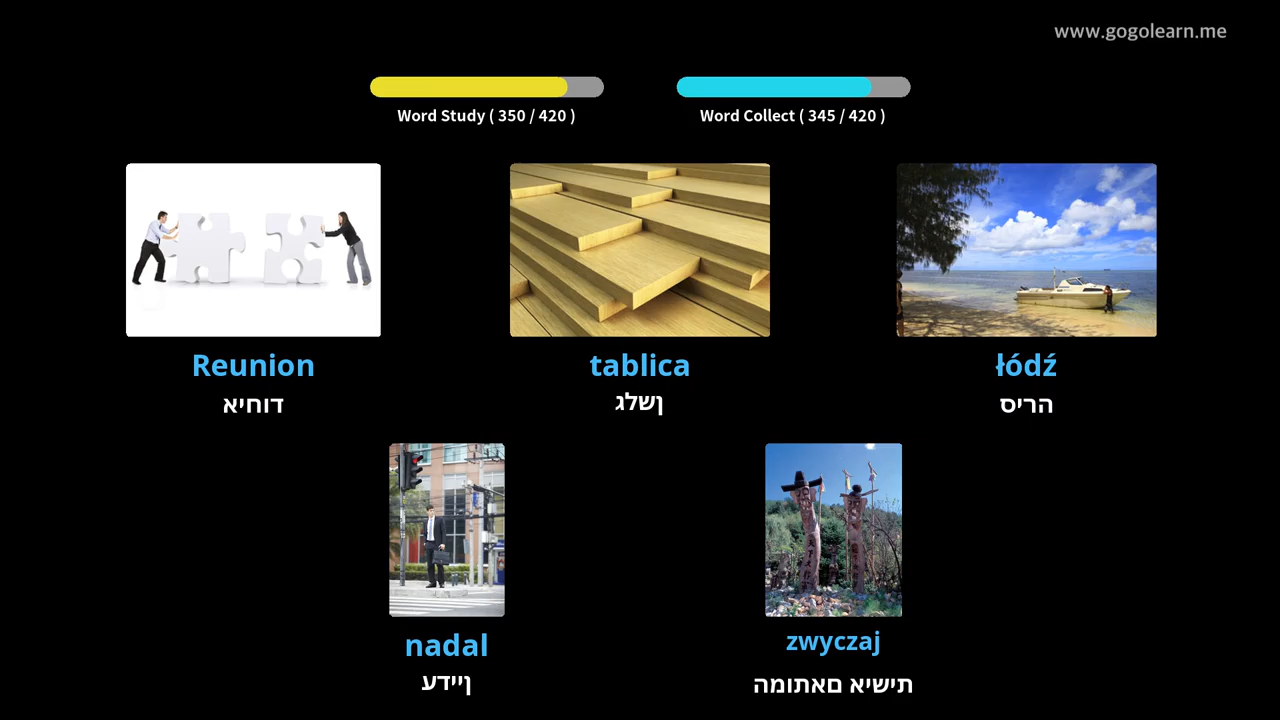 www.gogolearn.me
Word Study ( 350 / 420 )
Word Collect ( 345 / 420 )
Reunion
דוחיא
tablica
ןשלג
łódź
הריס
nadal
ןיידע
zwyczaj
תישיא םאתומה